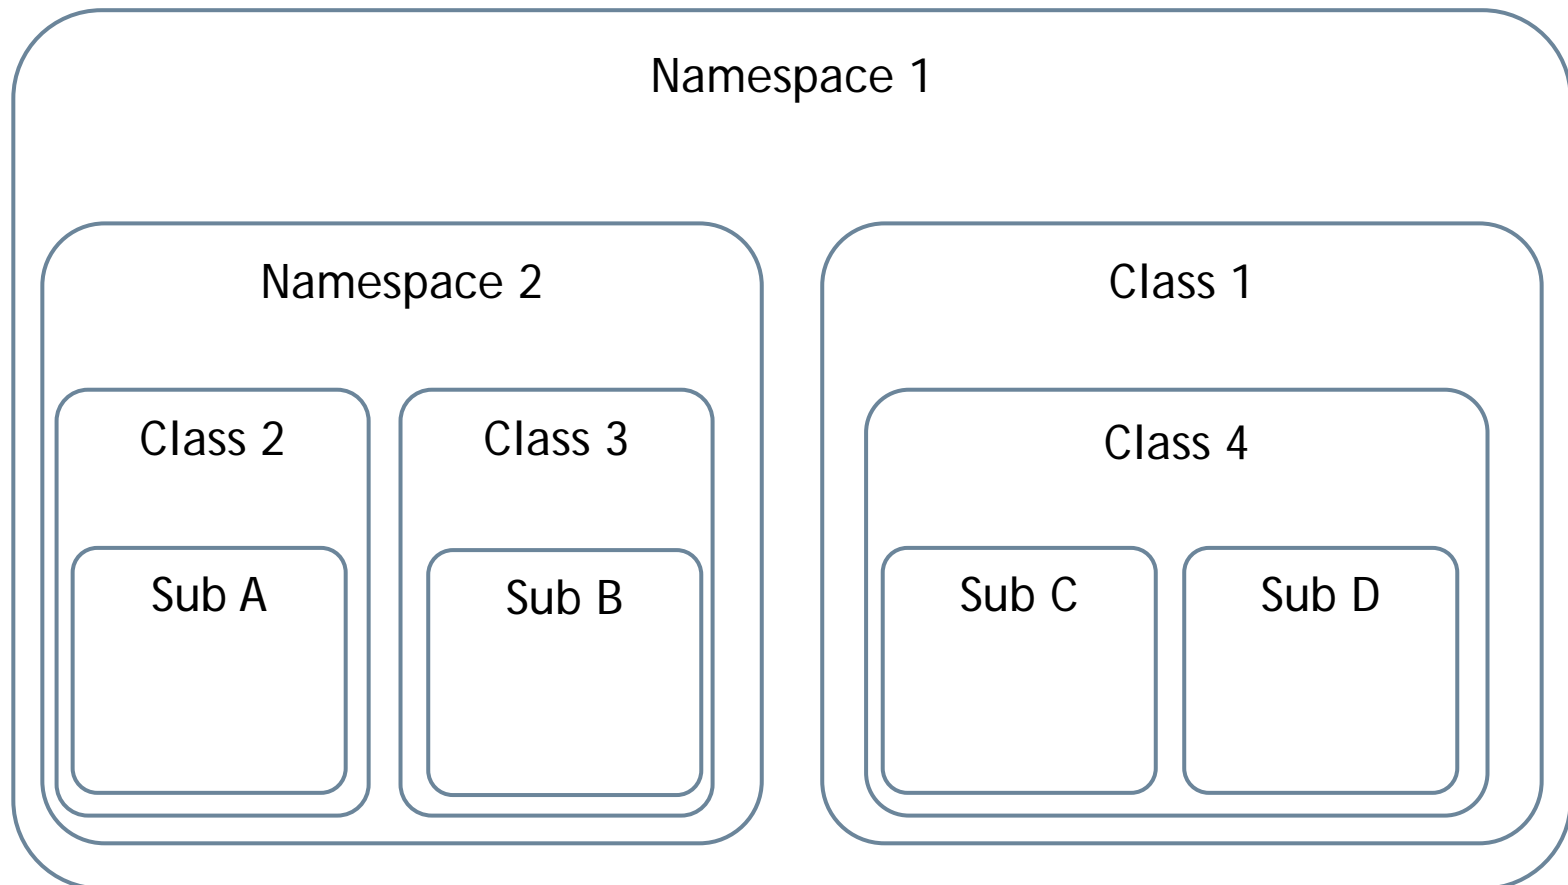 Namespace 1
Namespace 2
Class 1
Class 2
Class 3
Class 4
Sub A
Sub B
Sub C
Sub D